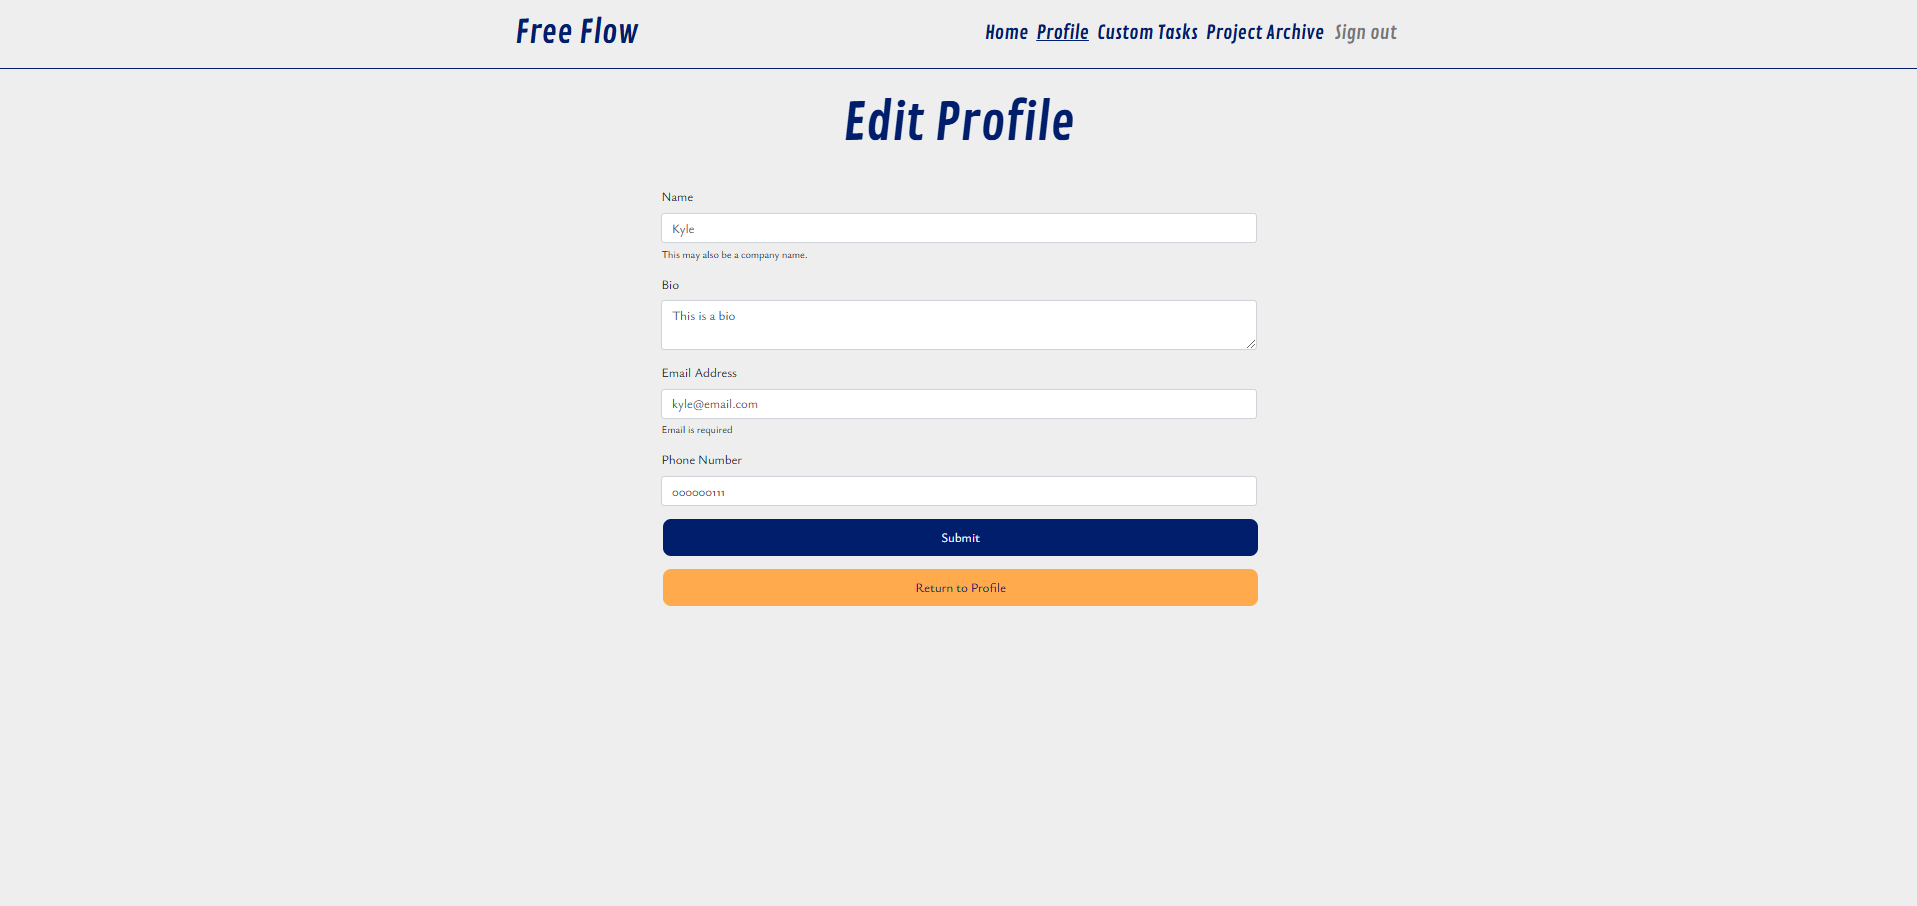 Free Flow
Home Profile Custom Tasks Project Archive Sign out
Edit Profile
Name
Kyle
This may also be a company name.
Bio
This is a bio
Email Address
kyle@email.com
Email is required
Phone Number
000000111
Submit
Return to Profile